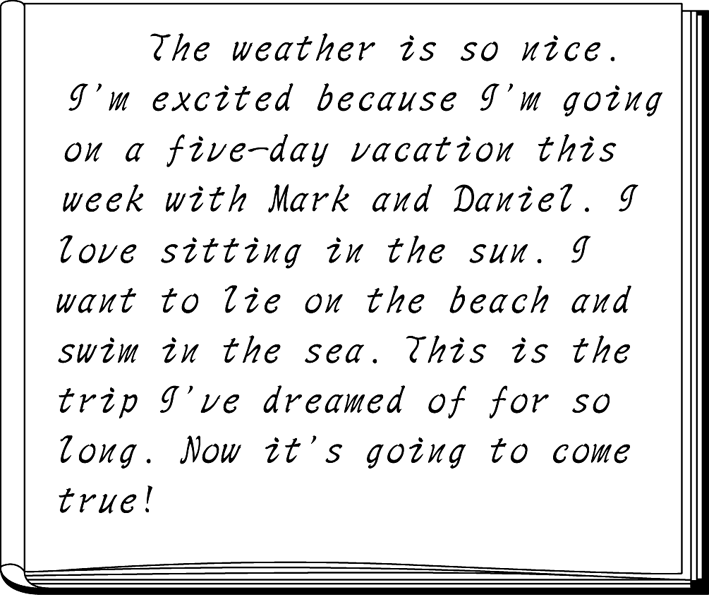 The weather is so nice.
I'm excited because I'm going
on a five-day vacation this
week with Mark and Daniel. I
love sitting in the sun. I
want to lie on the beach and
swim in the sea. This is the
trip I've dreamed of for so
long. Now it's going to come
true!